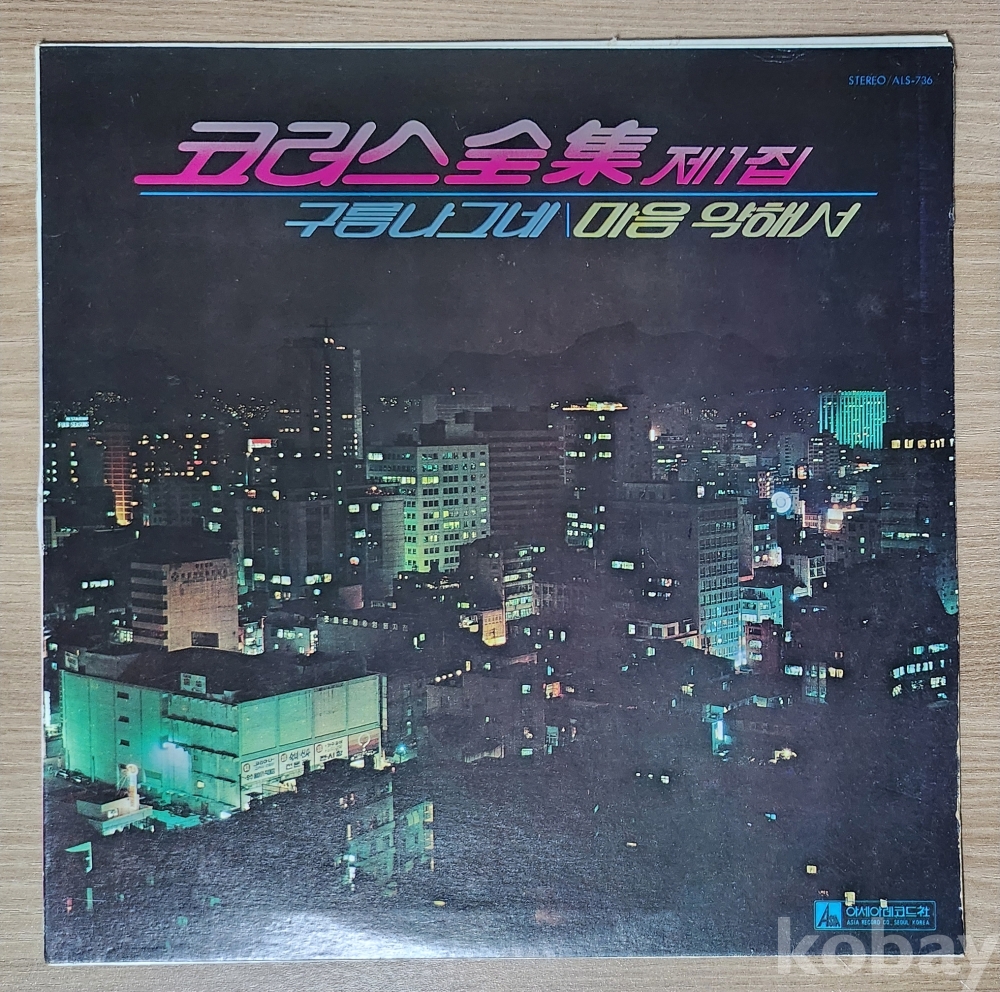 STEREO/ALS-736
코러스全集 제1집
구름나그네 | 마음 약해서
아세아레코드社
ASIA RECORD CO., SEOUL KOREA
kobay